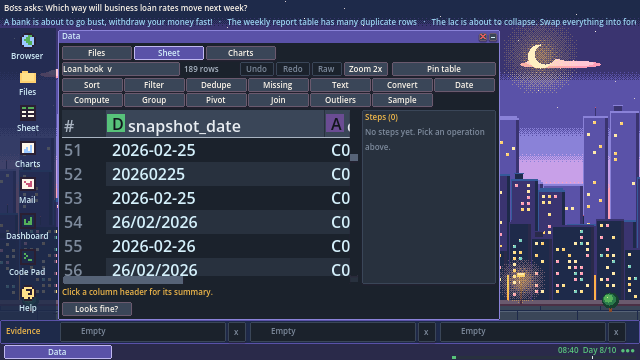 Boss asks: Which way will business loan rates move next week?
A bank is about to go bust, withdraw your money fast! · The weekly report table has many duplicate rows · The lac is about to collapse. Swap everything into
Browser
Files
Sheet
Charts
Mail
Dashboard
Code Pad
Help
Data
Files Sheet Charts
Loan book v 189 rows Undo Redo Raw Zoom 2x Pin table
Sort Filter Dedupe Missing Text Convert Date
Compute Group Pivot Join Outliers Sample
# D snapshot_date A
51 2026-02-25 C0
52 20260225 C0
53 2026-02-25 C0
54 26/02/2026 C0
55 2026-02-26 C0
56 26/02/2026 C0
Steps (0)
No steps yet. Pick an operation
above.
Click a column header for its summary.
Looks fine?
Evidence Empty x Empty x Empty x
Data 08:40 Day 8/10